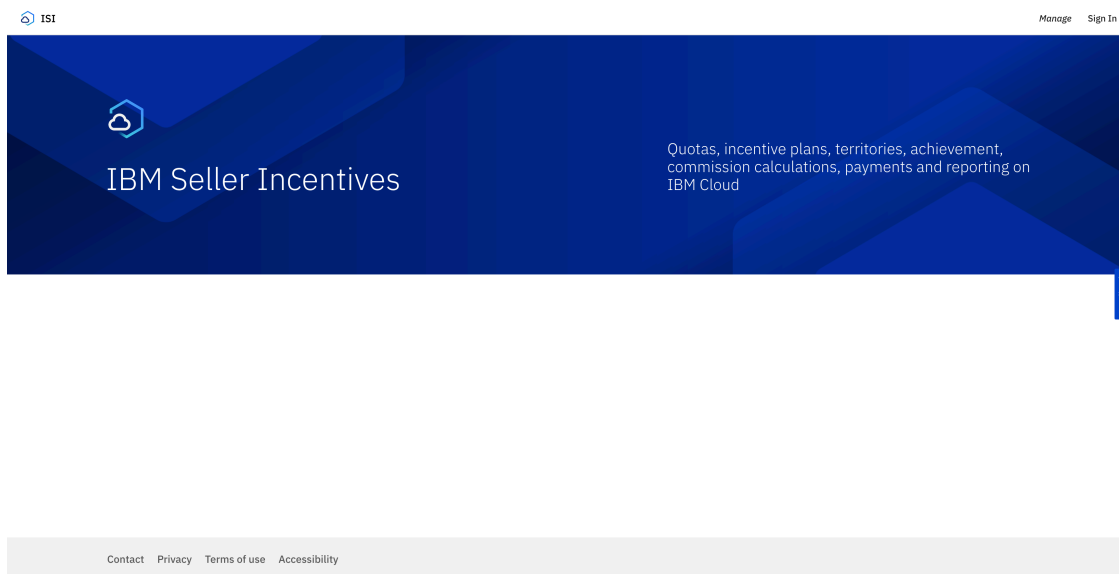 ISI
Manage Sign In
IBM Seller Incentives
Quotas, incentive plans, territories, achievement,
commission calculations, payments and reporting on
IBM Cloud
Contact Privacy Terms of use Accessibility